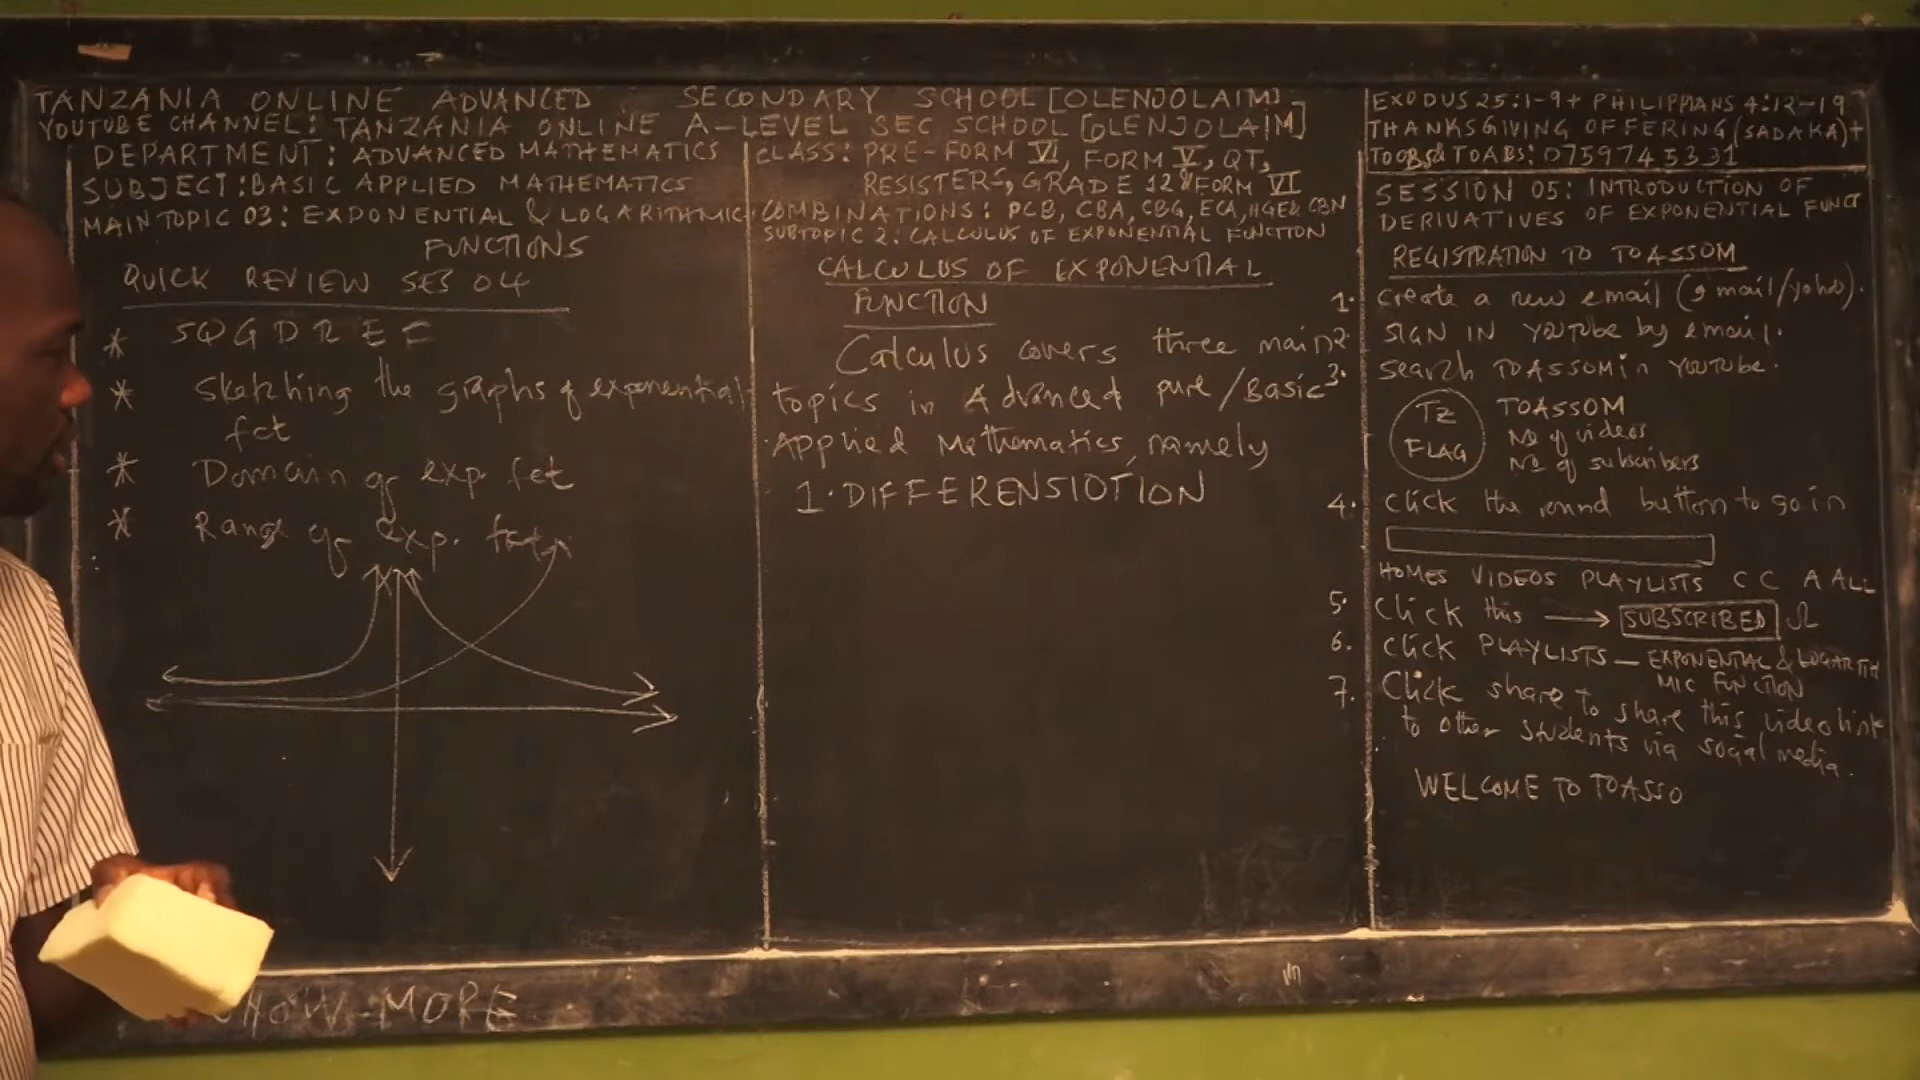 TANZANIA ONLINE ADVANCED SECONDARY SCHOOL [OLENJOLAIM]
YOUTUBE CHANNEL: TANZANIA ONLINE A-LEVEL SEC SCHOOL [OLENJOLAIM]
DEPARTMENT: ADVANCED MATHEMATICS
SUBJECT: BASIC APPLIED MATHEMATICS
MAIN TOPIC 03: EXPONENTIAL & LOGARITHMIC
FUNCTIONS
QUICK REVIEW SES 04
* SQGDREF
* Sketching the graphs of exponential
fct
* Domain of exp. fct
* Range of exp.
CLASS: PRE-FORM VI, FORM V, QT,
RESISTERS, GRADE 12 & FORM VI
COMBINATIONS: PCB, CBA, CBG, ECA, HGE & CBN
SUBTOPIC 2: CALCULUS OF EXPONENTIAL FUNCTION
CALCULUS OF EXPONENTIAL
FUNCTION
Calculus covers three main
topics in Advanced pure/Basic
Applied Mathematics, namely
1. DIFFERENSIOTION
EXODUS 25:1-9 + PHILIPPIANS 4:12-19
THANKSGIVING OFFERING (SADAKA) +
TOOBS & TOABS: 0759745331
SESSION 05: INTRODUCTION OF
DERIVATIVES OF EXPONENTIAL FUNCT
REGISTRATION TO TOASSOM
1. Create a new email (gmail/yoho).
2. SIGN IN YOUTUBE by email.
3. Search TOASSOM in YOUTUBE.
TZ
FLAG
TOASSOM
No of videos
No of subscribers
4. Click the round button to go in
HOMES VIDEOS PLAYLISTS C C A ALL
5. Click this → SUBSCRIBED
6. Click PLAYLISTS - EXPONENTIAL & LOGARITH
MIC FUNCTION
7. Click share to share this video link
to other students via social media.
WELCOME TO TOASSO
HOW MORE